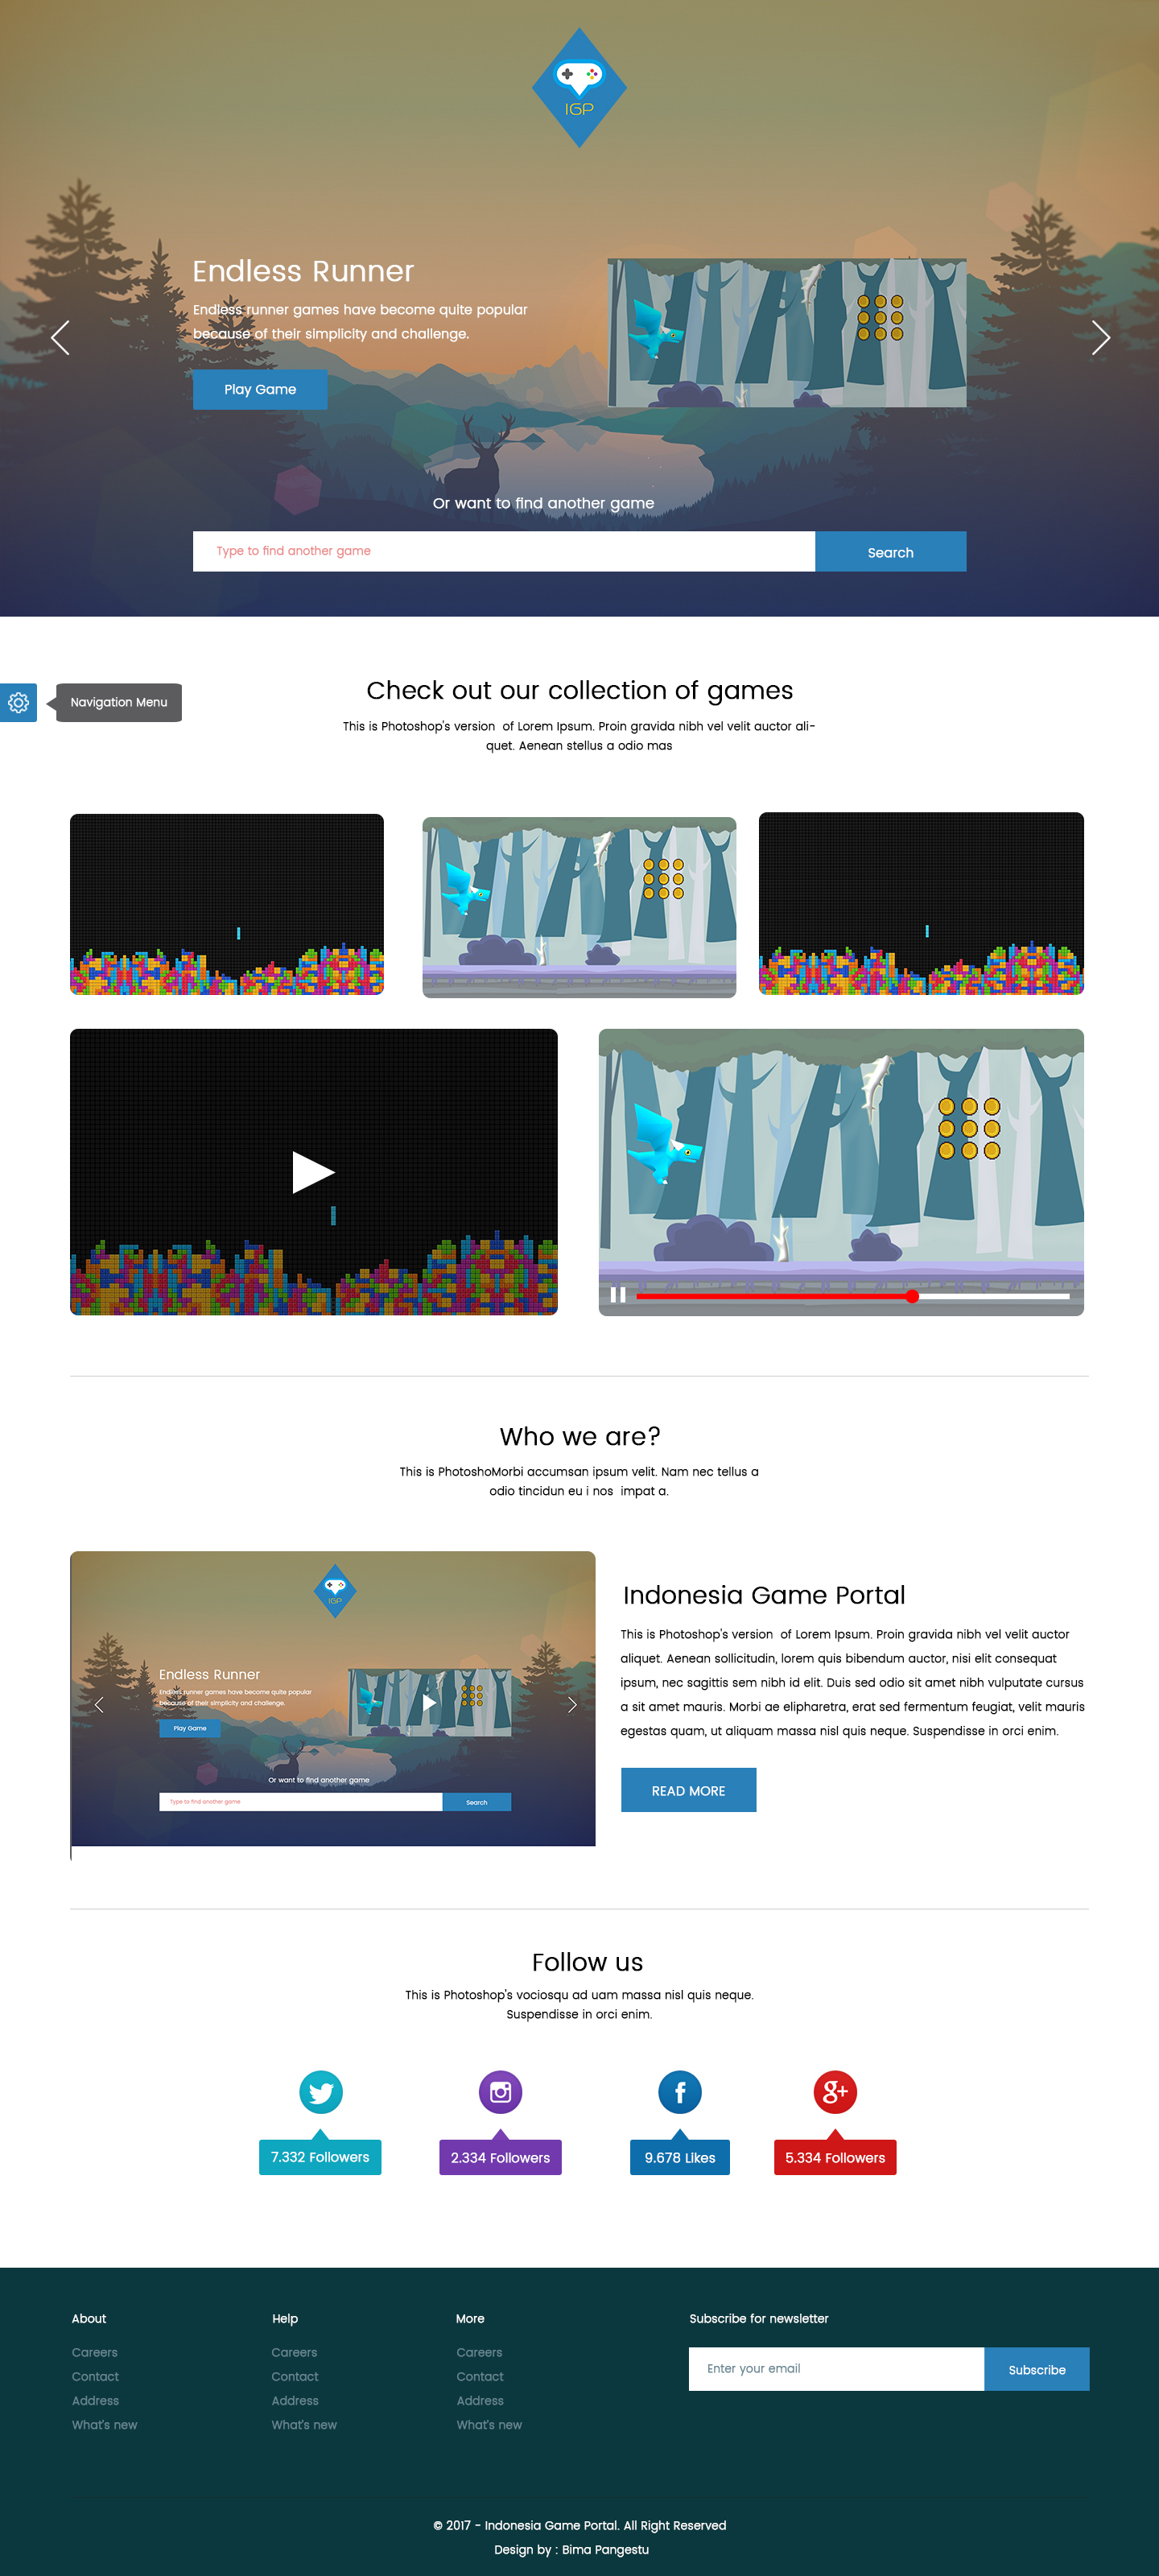 IGP
Endless Runner
Endless runner games have become quite popular
because of their simplicity and challenge.
Play Game
Or want to find another game
Type to find another game
Search
Navigation Menu
Check out our collection of games
This is Photoshop's version  of Lorem Ipsum. Proin gravida nibh vel velit auctor ali-
quet. Aenean stellus a odio mas
Who we are?
This is PhotoshoMorbi accumsan ipsum velit. Nam nec tellus a
odio tincidun eu i nos  impat a.
IGP
Endless Runner
Endless runner games have become quite popular
because of their simplicity and challenge.
Play Game
Or want to find another game
Type to find another game
Search
Indonesia Game Portal
This is Photoshop's version  of Lorem Ipsum. Proin gravida nibh vel velit auctor
aliquet. Aenean sollicitudin, lorem quis bibendum auctor, nisi elit consequat
ipsum, nec sagittis sem nibh id elit. Duis sed odio sit amet nibh vulputate cursus
a sit amet mauris. Morbi ae elipharetra, erat sed fermentum feugiat, velit mauris
egestas quam, ut aliquam massa nisl quis neque. Suspendisse in orci enim.
READ MORE
Follow us
This is Photoshop's vociosqu ad uam massa nisl quis neque.
Suspendisse in orci enim.
g+
7.332 Followers
2.334 Followers
9.678 Likes
5.334 Followers
About
Careers
Contact
Address
What's new
Help
Careers
Contact
Address
What's new
More
Careers
Contact
Address
What's new
Subscribe for newsletter
Enter your email
Subscribe
© 2017 - Indonesia Game Portal. All Right Reserved
Design by : Bima Pangestu